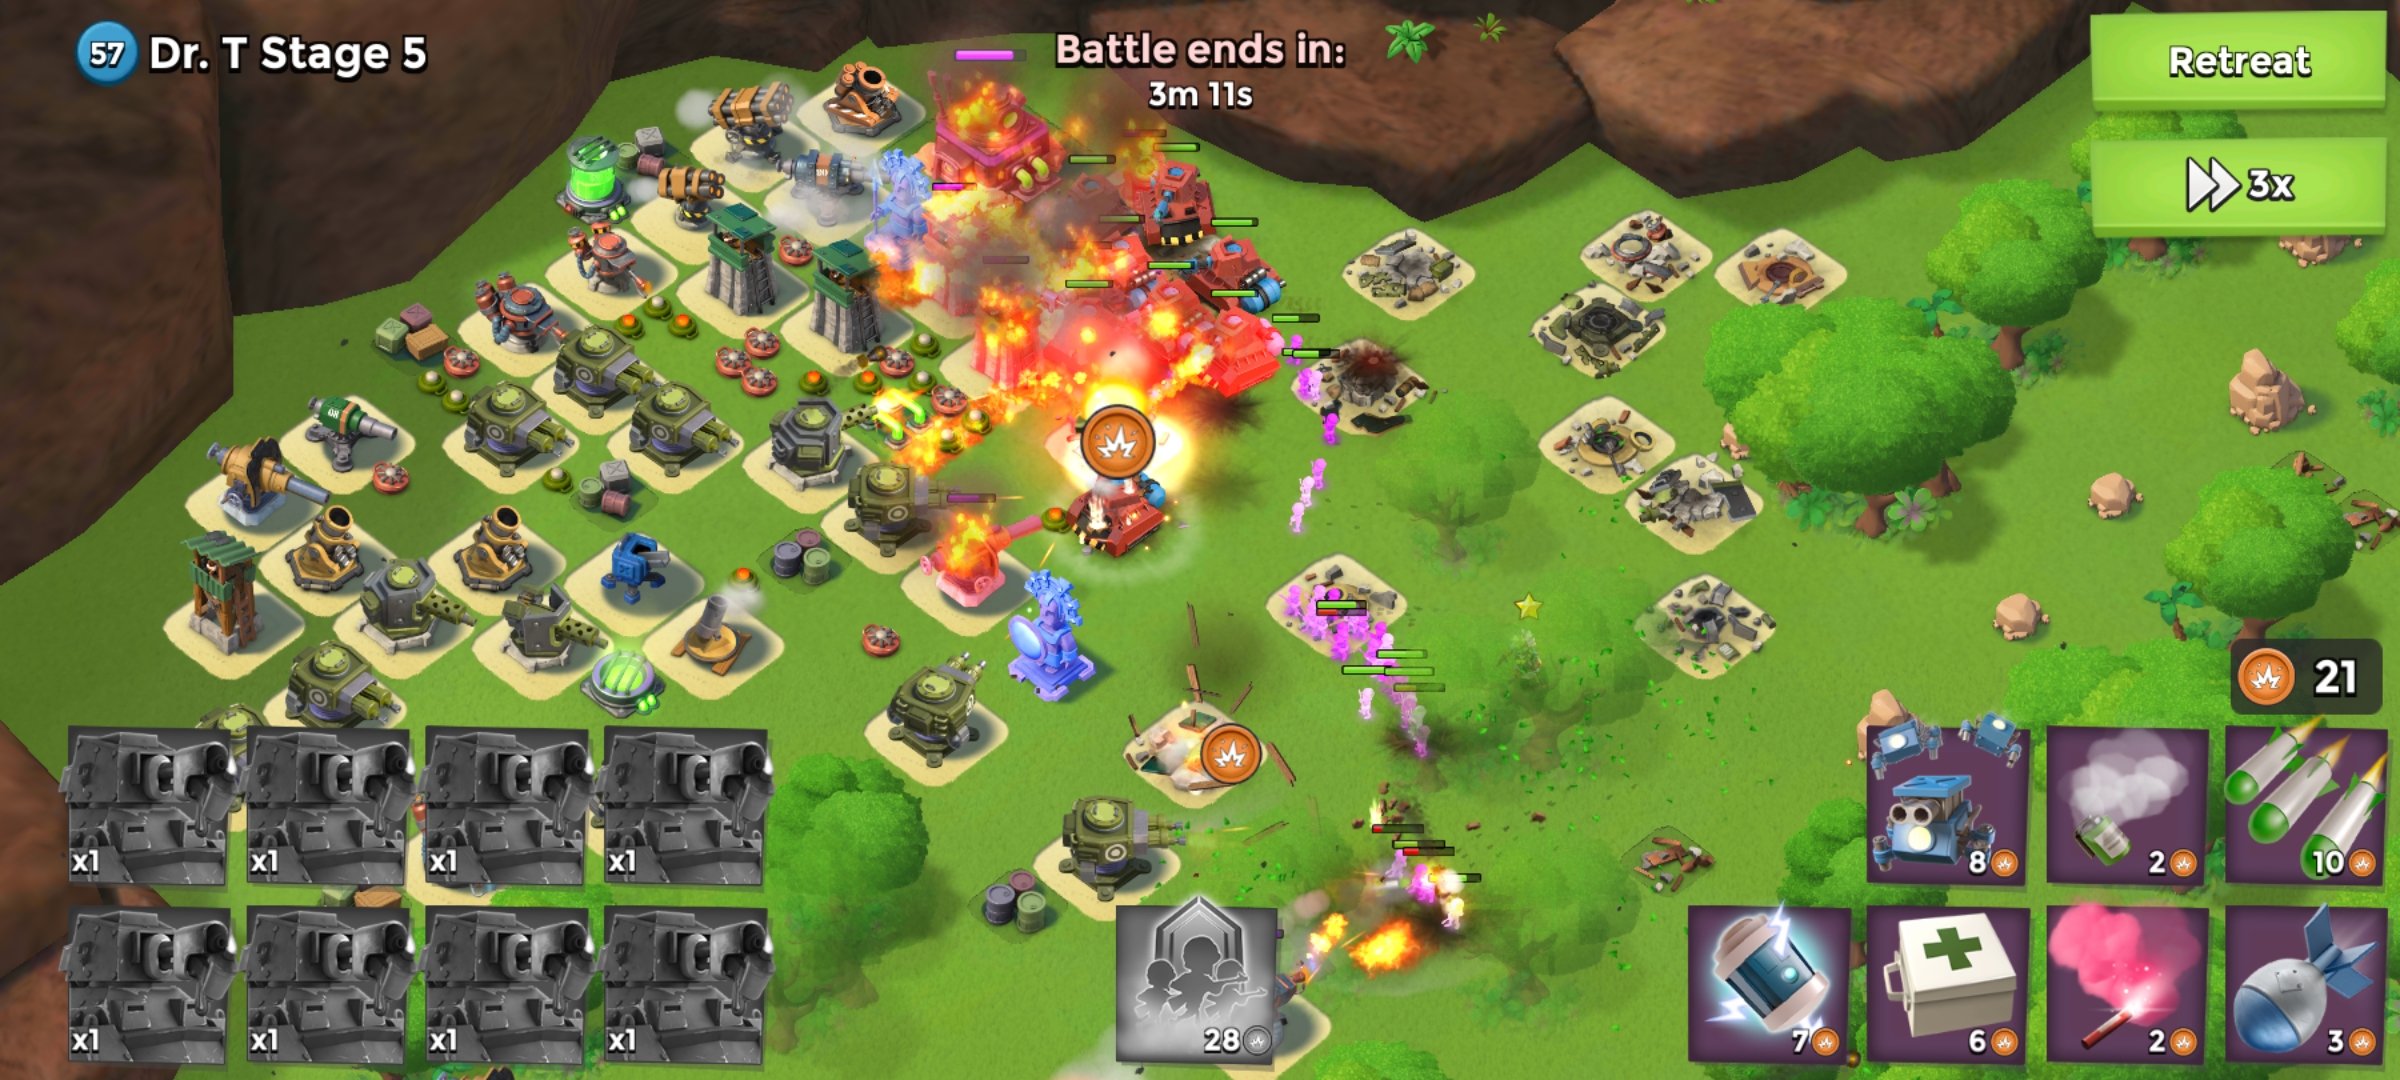 57 Dr. T Stage 5
Battle ends in:
3m 11s
Retreat
3x
21
8
2
10
x1
x1
x1
x1
x1
x1
x1
x1
28
7
6
2
3